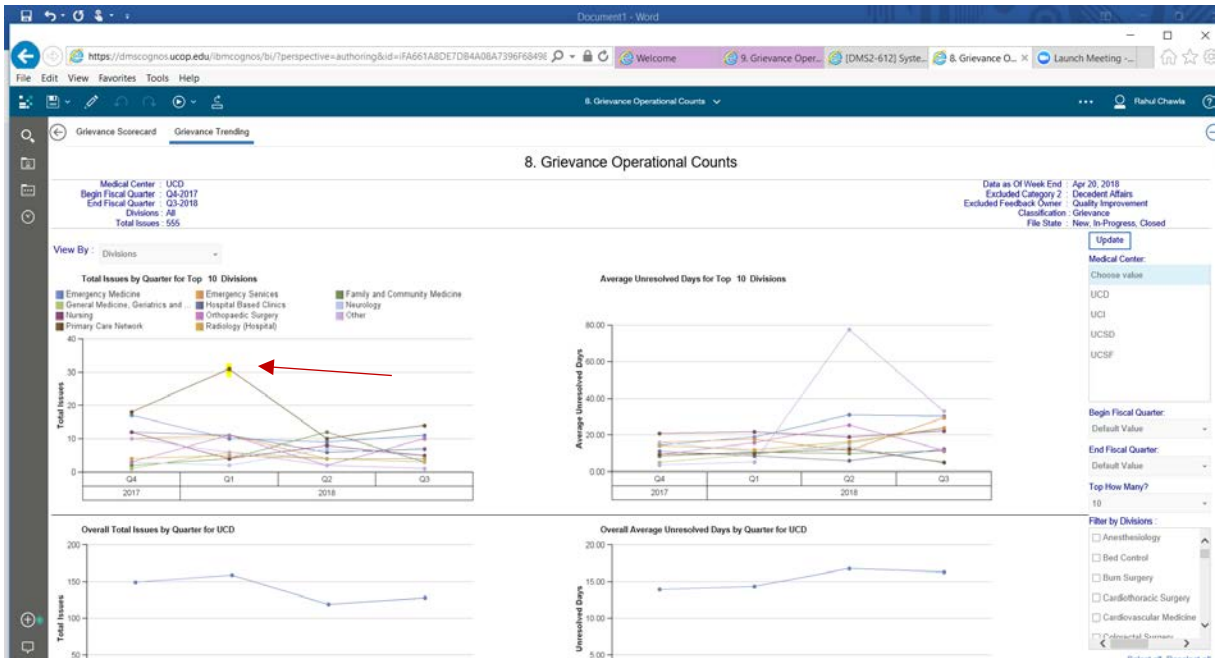 Document1 - Word
https://dmscognos.ucop.edu/ibmcognos/bi/?perspective=authoring&id=iFA661A8DE7DB4A0BA7396F6849
Welcome
9. Grievance Oper...
[DMS2-612] Syste...
8. Grievance O...
Launch Meeting -...
File Edit View Favorites Tools Help
8. Grievance Operational Counts
Rahul Chawla
Grievance Scorecard Grievance Trending
8. Grievance Operational Counts
Medical Center : UCD
Begin Fiscal Quarter : Q4-2017
End Fiscal Quarter : Q3-2018
Divisions : All
Total Issues : 555
Data as Of Week End : Apr 20, 2018
Excluded Category 2 : Decedent Affairs
Excluded Feedback Owner : Quality Improvement
Classification : Grievance
File State : New, In-Progress, Closed
View By : Divisions
Total Issues by Quarter for Top 10 Divisions
Emergency Medicine Emergency Services Family and Community Medicine
General Medicine, Geriatrics and ... Hospital Based Clinics Neurology
Nursing Orthopaedic Surgery Other
Primary Care Network Radiology (Hospital)
Total Issues
40
30
20
10
0
Q4 Q1 Q2 Q3
2017 2018
Average Unresolved Days for Top 10 Divisions
Average Unresolved Days
80.00
60.00
40.00
20.00
0.00
Q4 Q1 Q2 Q3
2017 2018
Update
Medical Center:
Choose value
UCD
UCI
UCSD
UCSF
Begin Fiscal Quarter:
Default Value
End Fiscal Quarter:
Default Value
Top How Many?
10
Filter by Divisions :
Anesthesiology
Bed Control
Burn Surgery
Cardiothoracic Surgery
Cardiovascular Medicine
Colorectal Surgery
Overall Total Issues by Quarter for UCD
Total Issues
200
150
100
50
Overall Average Unresolved Days by Quarter for UCD
Unresolved Days
20.00
15.00
10.00
5.00